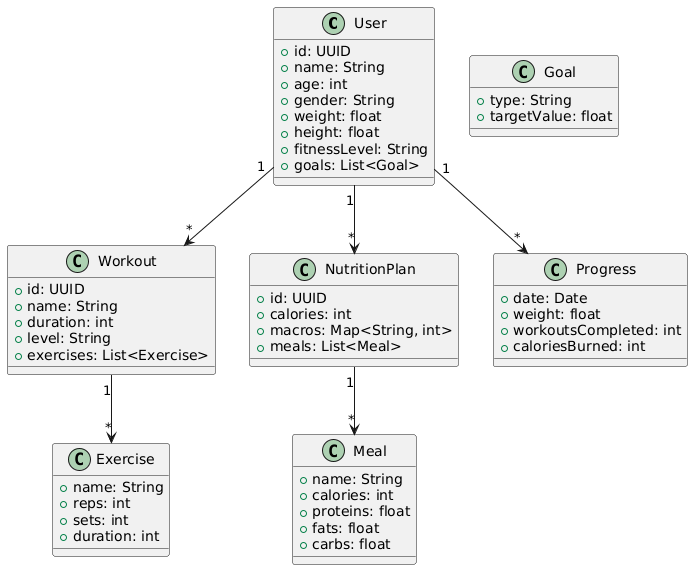 C User
+ id: UUID
+ name: String
+ age: int
+ gender: String
+ weight: float
+ height: float
+ fitnessLevel: String
+ goals: List<Goal>
C Goal
+ type: String
+ targetValue: float
1
1
1
*
*
*
C Workout
+ id: UUID
+ name: String
+ duration: int
+ level: String
+ exercises: List<Exercise>
C NutritionPlan
+ id: UUID
+ calories: int
+ macros: Map<String, int>
+ meals: List<Meal>
C Progress
+ date: Date
+ weight: float
+ workoutsCompleted: int
+ caloriesBurned: int
1
*
1
*
C Exercise
+ name: String
+ reps: int
+ sets: int
+ duration: int
C Meal
+ name: String
+ calories: int
+ proteins: float
+ fats: float
+ carbs: float